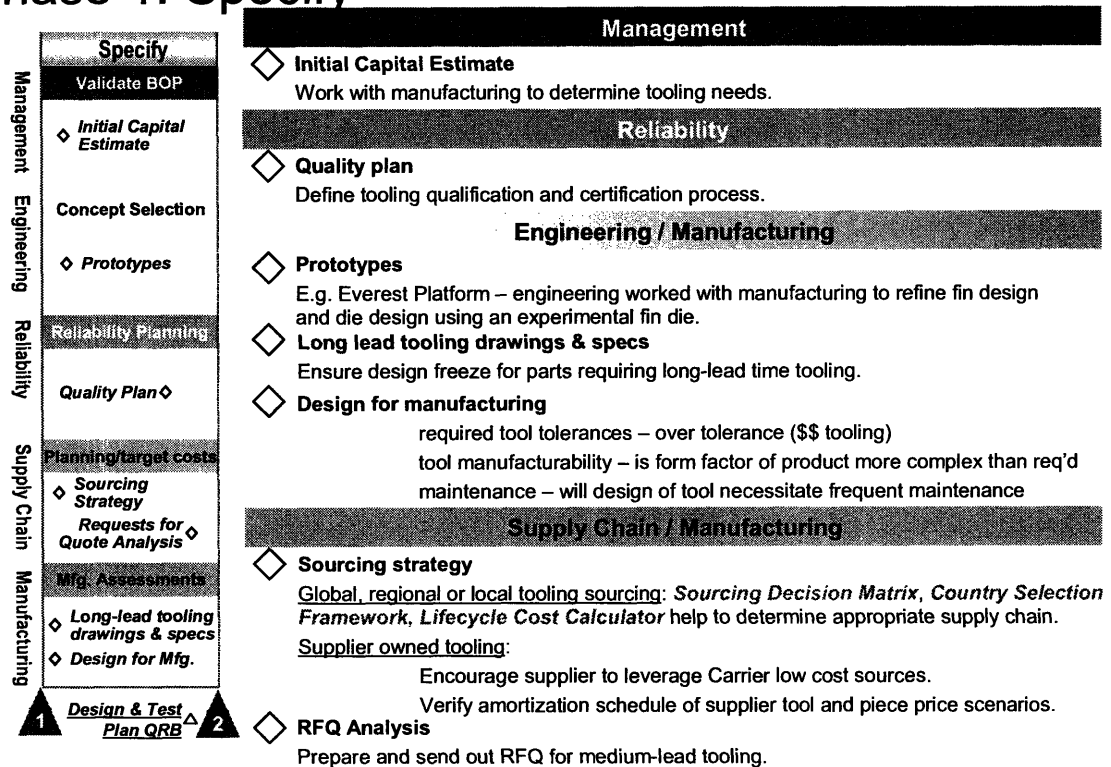 Phase 1: Specify
Specify
Validate BOP
Initial Capital
Estimate
Concept Selection
Prototypes
Reliability Planning
Quality Plan
Planning/target costs
Sourcing
Strategy
Requests for
Quote Analysis
Mfg. Assessments
Long-lead tooling
drawings & specs
Design for Mfg.
1
Design & Test
Plan QRB
2
Management
Engineering
Reliability
Supply Chain
Manufacturing
Management
Initial Capital Estimate
Work with manufacturing to determine tooling needs.
Reliability
Quality plan
Define tooling qualification and certification process.
Engineering / Manufacturing
Prototypes
E.g. Everest Platform – engineering worked with manufacturing to refine fin design
and die design using an experimental fin die.
Long lead tooling drawings & specs
Ensure design freeze for parts requiring long-lead time tooling.
Design for manufacturing
required tool tolerances – over tolerance ($$ tooling)
tool manufacturability – is form factor of product more complex than req'd
maintenance – will design of tool necessitate frequent maintenance
Supply Chain / Manufacturing
Sourcing strategy
Global, regional or local tooling sourcing: Sourcing Decision Matrix, Country Selection
Framework, Lifecycle Cost Calculator help to determine appropriate supply chain.
Supplier owned tooling:
Encourage supplier to leverage Carrier low cost sources.
Verify amortization schedule of supplier tool and piece price scenarios.
RFQ Analysis
Prepare and send out RFQ for medium-lead tooling.